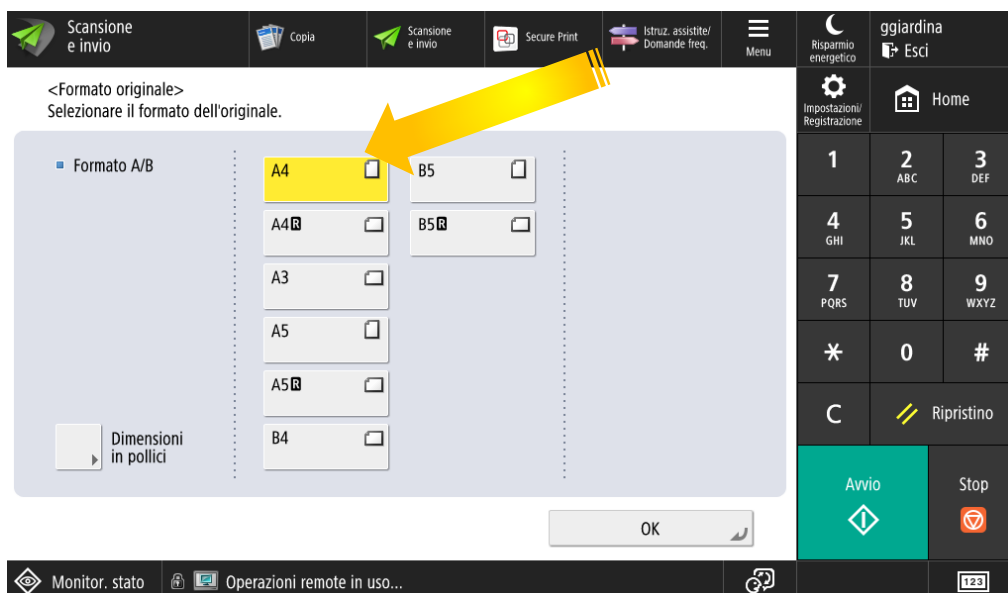 Scansione
e invio
Copia
Scansione
e invio
Secure Print
Istruz. assistite/
Domande freq.
Menu
Risparmio
energetico
ggiardina
Esci
<Formato originale>
Selezionare il formato dell'originale.
Impostazioni/
Registrazione
Home
Formato A/B
A4
B5
A4R
B5R
A3
A5
A5R
B4
Dimensioni
in pollici
OK
1
2
ABC
3
DEF
4
GHI
5
JKL
6
MNO
7
PQRS
8
TUV
9
WXYZ
*
0
#
C
Ripristino
Avvio
Stop
Monitor. stato
Operazioni remote in uso...
123